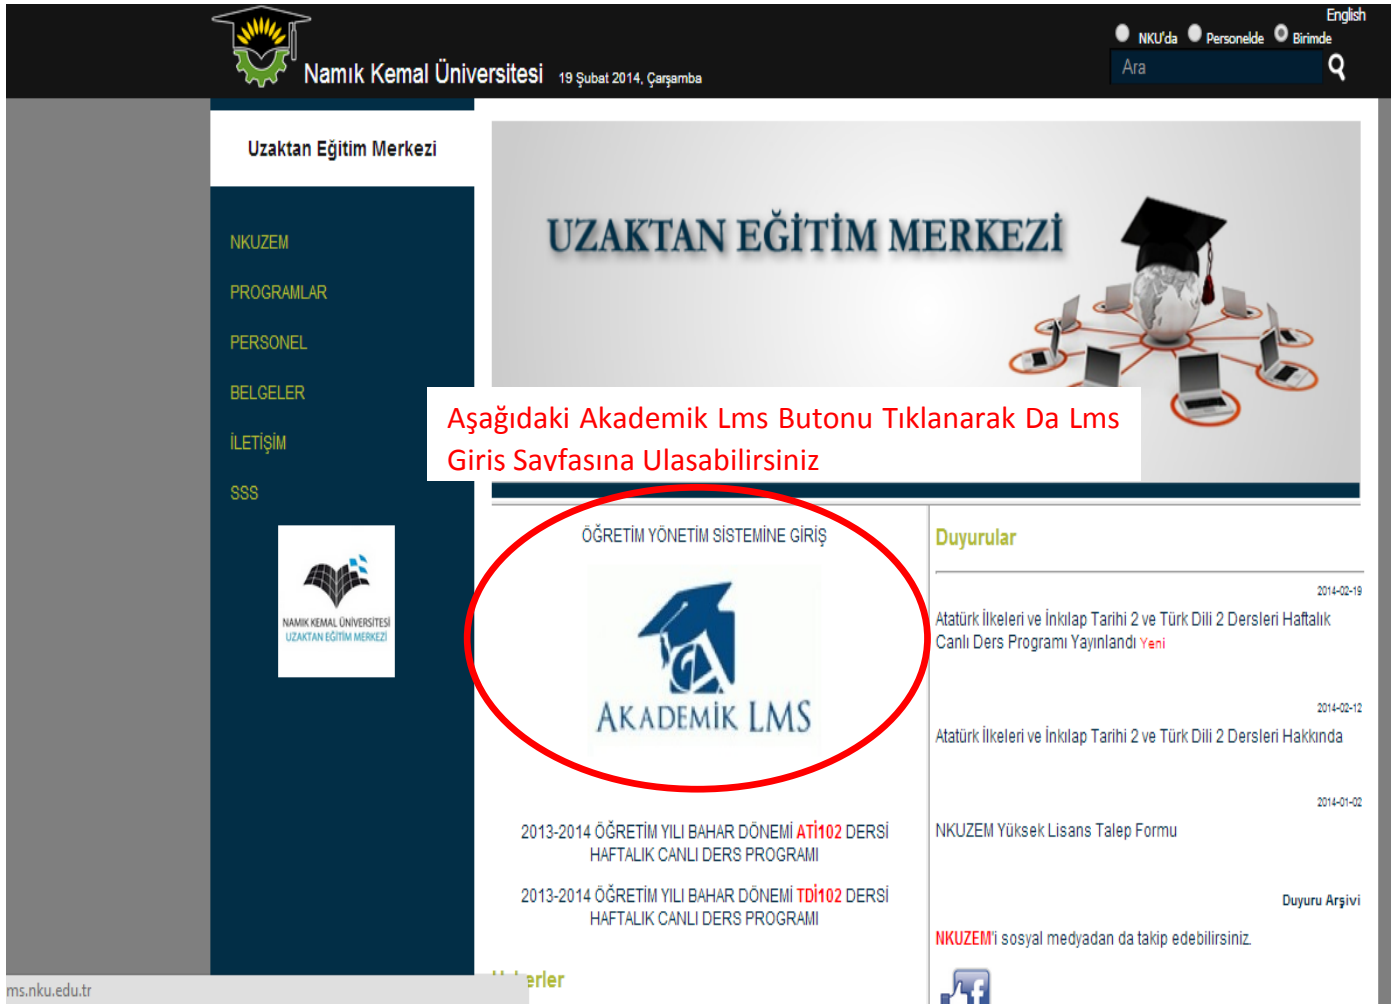 English
NKU'da Personelde Birimde
Ara
Namık Kemal Üniversitesi 19 Şubat 2014, Çarşamba
Uzaktan Eğitim Merkezi
NKUZEM
PROGRAMLAR
PERSONEL
BELGELER
İLETİŞİM
SSS
NAMIK KEMAL ÜNİVERSİTESİ
UZAKTAN EĞİTİM MERKEZİ
UZAKTAN EĞİTİM MERKEZİ
Aşağıdaki Akademik Lms Butonu Tıklanarak Da Lms
Giris Sayfasına Ulasabilirsiniz
ÖĞRETİM YÖNETİM SİSTEMİNE GİRİŞ
AKADEMİK LMS
2013-2014 ÖĞRETİM YILI BAHAR DÖNEMİ ATİ102 DERSİ
HAFTALIK CANLI DERS PROGRAMI
2013-2014 ÖĞRETİM YILI BAHAR DÖNEMİ TDİ102 DERSİ
HAFTALIK CANLI DERS PROGRAMI
Duyurular
2014-02-19
Atatürk İlkeleri ve İnkılap Tarihi 2 ve Türk Dili 2 Dersleri Haftalık
Canlı Ders Programı Yayınlandı Yeni
2014-02-12
Atatürk İlkeleri ve İnkılap Tarihi 2 ve Türk Dili 2 Dersleri Hakkında
2014-01-02
NKUZEM Yüksek Lisans Talep Formu
Duyuru Arşivi
NKUZEM'i sosyal medyadan da takip edebilirsiniz.
ms.nku.edu.tr